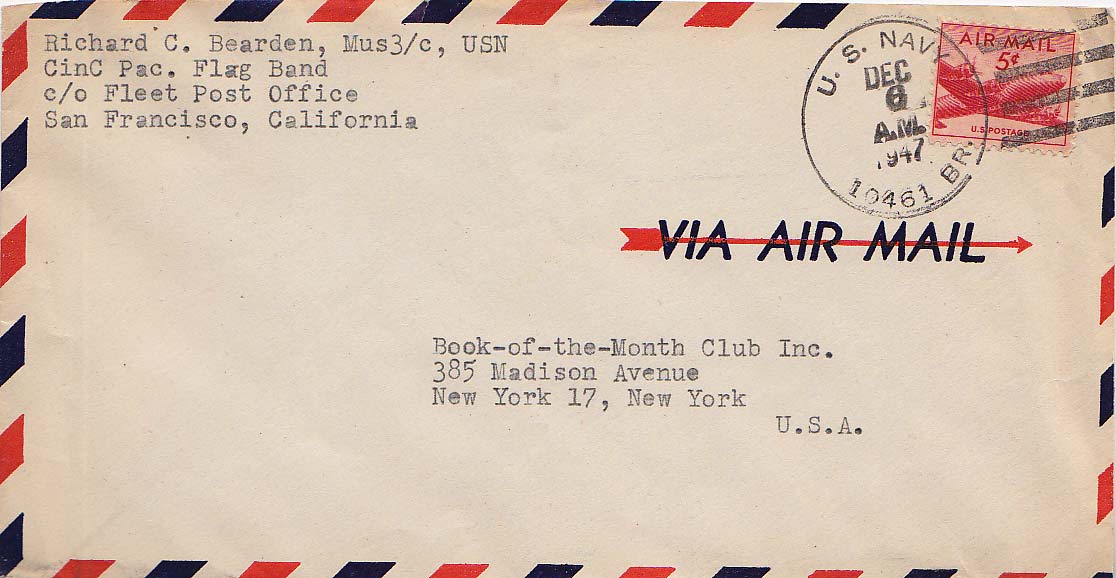 Richard C. Bearden, Mus3/c, USN
CinC Pac. Flag Band
c/o Fleet Post Office
San Francisco, California
U. S. NAVY
DEC
6
A.M.
1947
10461 BR.
AIR MAIL
5¢
U.S. POSTAGE
VIA AIR MAIL
Book-of-the-Month Club Inc.
385 Madison Avenue
New York 17, New York
U.S.A.